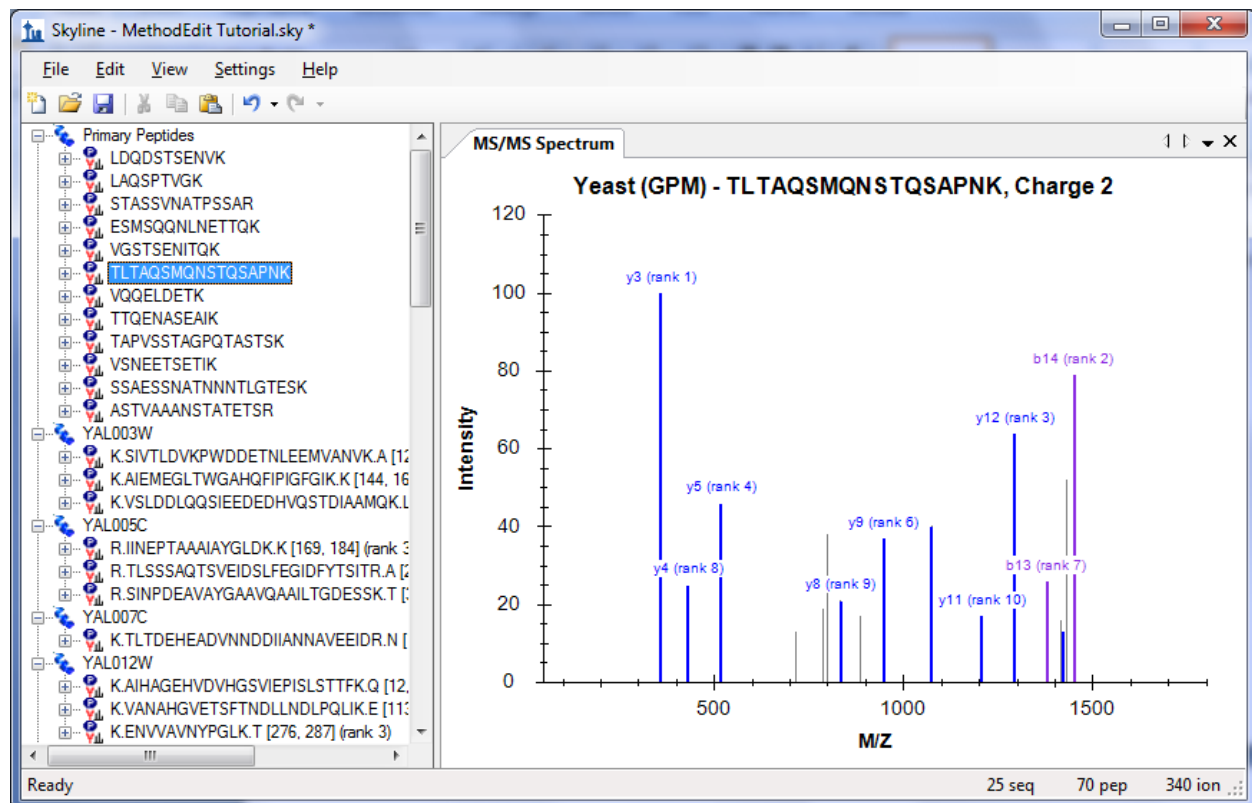 Skyline - MethodEdit Tutorial.sky *
File Edit View Settings Help
Primary Peptides
LDQDSTSENVK
LAQSPTVGK
STASSVNATPSSAR
ESMSQQNLNETTQK
VGSTSENITQK
TLTAQSMQNSTQSAPNK
VQQELDETK
TTQENASEAIK
TAPVSSTAGPQTASTSK
VSNEETSETIK
SSAESSNATNNNTLGTESK
ASTVAAANSTATETSR
YAL003W
K.SIVTLDVKPWDDETNLEEMVANVK.A [12
K.AIEMEGLTWGAHQFIPIGFGIK.K [144, 16
K.VSLDDLQQSIEEDEDHVQSTDIAAMQK.L
YAL005C
R.IINEPTAAAIAYGLDK.K [169, 184] (rank 3
R.TLSSSAQTSVEIDSLFEGIDFYTSITR.A [2
R.SINPDEAVAYGAAVQAAILTGDESSK.T [3
YAL007C
K.TLTDEHEADVNNDDIIANNAVEEIDR.N [
YAL012W
K.AIHAGEHVDVHGSVIEPISLSTTFK.Q [12,
K.VANAHGVETSFTNDLLNDLPQLIK.E [113
K.ENVVAVNYPGLK.T [276, 287] (rank 3)
MS/MS Spectrum
Yeast (GPM) - TLTAQSMQNSTQSAPNK, Charge 2
120
100
80
60
40
20
0
Intensity
y3 (rank 1)
b14 (rank 2)
y12 (rank 3)
y5 (rank 4)
y9 (rank 6)
y4 (rank 8)
y8 (rank 9)
b13 (rank 7)
y11 (rank 10)
500 1000 1500
M/Z
Ready 25 seq 70 pep 340 ion